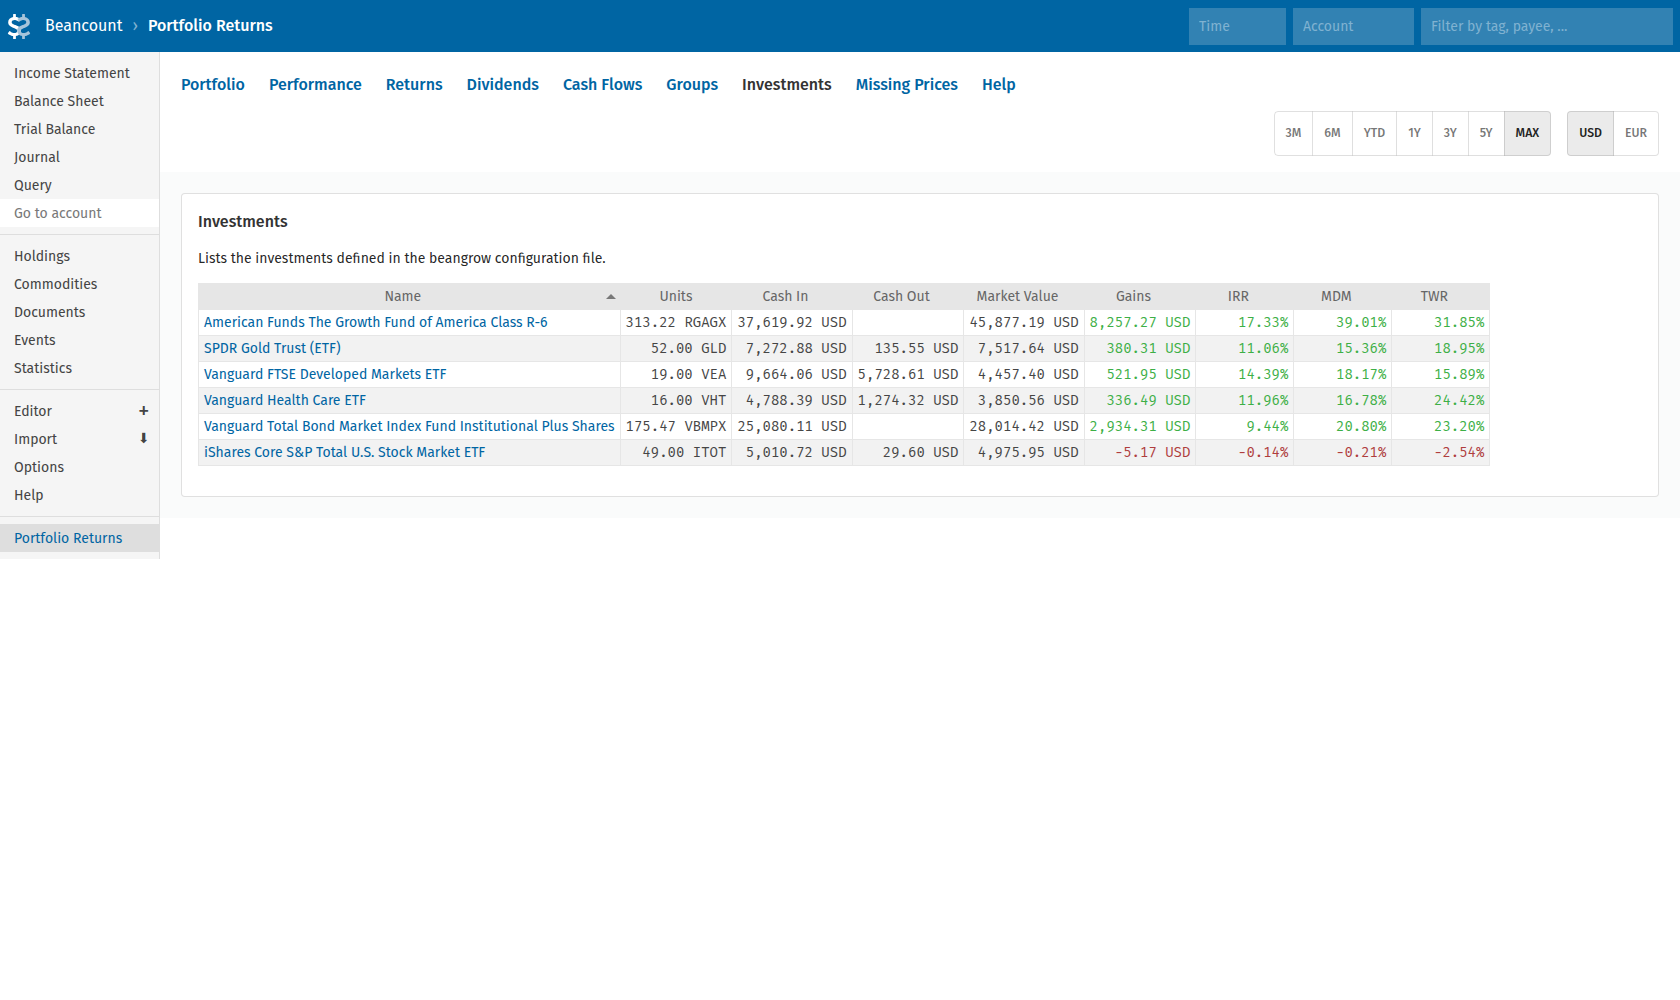 Beancount › Portfolio Returns
Time
Account
Filter by tag, payee, ...
Income Statement
Balance Sheet
Trial Balance
Journal
Query
Go to account
Holdings
Commodities
Documents
Events
Statistics
Editor +
Import
Options
Help
Portfolio Returns
Portfolio Performance Returns Dividends Cash Flows Groups Investments Missing Prices Help
3M 6M YTD 1Y 3Y 5Y MAX USD EUR
Investments
Lists the investments defined in the beangrow configuration file.
Name Units Cash In Cash Out Market Value Gains IRR MDM TWR
American Funds The Growth Fund of America Class R-6 313.22 RGAGX 37,619.92 USD 45,877.19 USD 8,257.27 USD 17.33% 39.01% 31.85%
SPDR Gold Trust (ETF) 52.00 GLD 7,272.88 USD 135.55 USD 7,517.64 USD 380.31 USD 11.06% 15.36% 18.95%
Vanguard FTSE Developed Markets ETF 19.00 VEA 9,664.06 USD 5,728.61 USD 4,457.40 USD 521.95 USD 14.39% 18.17% 15.89%
Vanguard Health Care ETF 16.00 VHT 4,788.39 USD 1,274.32 USD 3,850.56 USD 336.49 USD 11.96% 16.78% 24.42%
Vanguard Total Bond Market Index Fund Institutional Plus Shares 175.47 VBMPX 25,080.11 USD 28,014.42 USD 2,934.31 USD 9.44% 20.80% 23.20%
iShares Core S&P Total U.S. Stock Market ETF 49.00 ITOT 5,010.72 USD 29.60 USD 4,975.95 USD -5.17 USD -0.14% -0.21% -2.54%